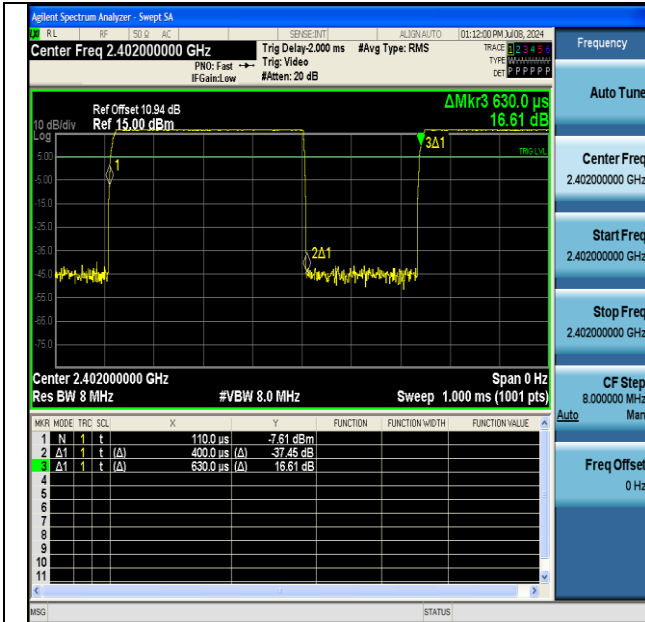 Agilent Spectrum Analyzer - Swept SA
RL RF 50 Ω AC SENSE:INT ALIGN AUTO 01:12:00 PM Jul 08, 2024
Center Freq 2.402000000 GHz
PNO: Fast
IFGain:Low
Trig Delay-2.000 ms
Trig: Video
#Atten: 20 dB
#Avg Type: RMS
TRACE 1 2 3 4 5 6
TYPE
DET P P P P P P
Frequency
Auto Tune
Center Freq
2.402000000 GHz
Start Freq
2.402000000 GHz
Stop Freq
2.402000000 GHz
CF Step
8.000000 MHz
Auto Man
Freq Offset
0 Hz
ΔMkr3 630.0 µs
16.61 dB
Ref Offset 10.94 dB
10 dB/div Ref 15.00 dBm
Log
5.00
-5.00
-15.0
-25.0
-35.0
-45.0
-55.0
-65.0
-75.0
1
2Δ1
3Δ1
TRIG LVL
Center 2.402000000 GHz Span 0 Hz
Res BW 8 MHz #VBW 8.0 MHz Sweep 1.000 ms (1001 pts)
MKR MODE TRC SCL X Y FUNCTION FUNCTION WIDTH FUNCTION VALUE
1 N 1 t 110.0 µs -7.61 dBm
2 Δ1 1 t (Δ) 400.0 µs (Δ) -37.45 dB
3 Δ1 1 t (Δ) 630.0 µs (Δ) 16.61 dB
4
5
6
7
8
9
10
11
MSG STATUS